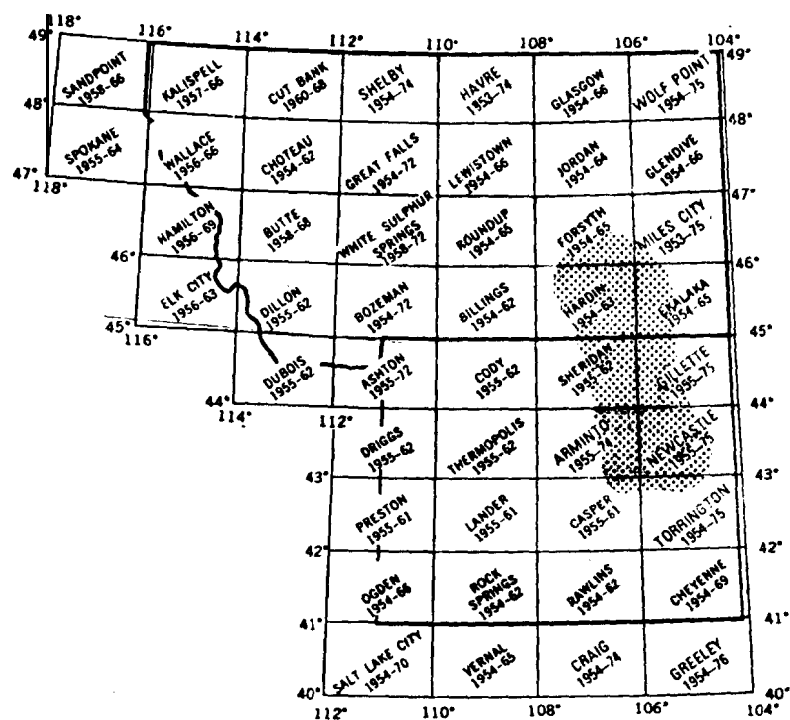 118° 116° 114° 112° 110° 108° 106° 104°
49° 49°
SANDPOINT
1958–66
KALISPELL
1957–66
CUT BANK
1960–68
SHELBY
1954–74
HAVRE
1953–74
GLASGOW
1954–66
WOLF POINT
1954–75
48° 48°
SPOKANE
1955–64
WALLACE
1956–66
CHOTEAU
1954–62
GREAT FALLS
1954–72
LEWISTOWN
1954–66
JORDAN
1954–64
GLENDIVE
1954–66
47° 47°
118°
HAMILTON
1956–69
BUTTE
1958–68
WHITE SULPHUR
SPRINGS
1958–72
ROUNDUP
1954–65
FORSYTH
1954–65
MILES CITY
1953–75
46° 46°
ELK CITY
1956–63
DILLON
1955–62
BOZEMAN
1954–72
BILLINGS
1954–62
HARDIN
EKALAKA
1954–65
45° 45°
116°
DUBOIS
1955–62
ASHTON
1955–72
CODY
1955–62
SHERIDAN
1955–62
GILLETTE
1955–75
44° 44°
114° 112°
DRIGGS
1955–62
THERMOPOLIS
1955–62
ARMINTO
1955–74
NEWCASTLE
1955–75
43° 43°
PRESTON
1955–61
LANDER
1955–61
CASPER
1955–61
TORRINGTON
1954–75
42° 42°
OGDEN
1954–66
ROCK
SPRINGS
1954–62
RAWLINS
1954–62
CHEYENNE
1954–69
41° 41°
SALT LAKE CITY
1954–70
VERNAL
1954–65
CRAIG
1954–74
GREELEY
1954–76
40° 40°
112° 110° 108° 106° 104°